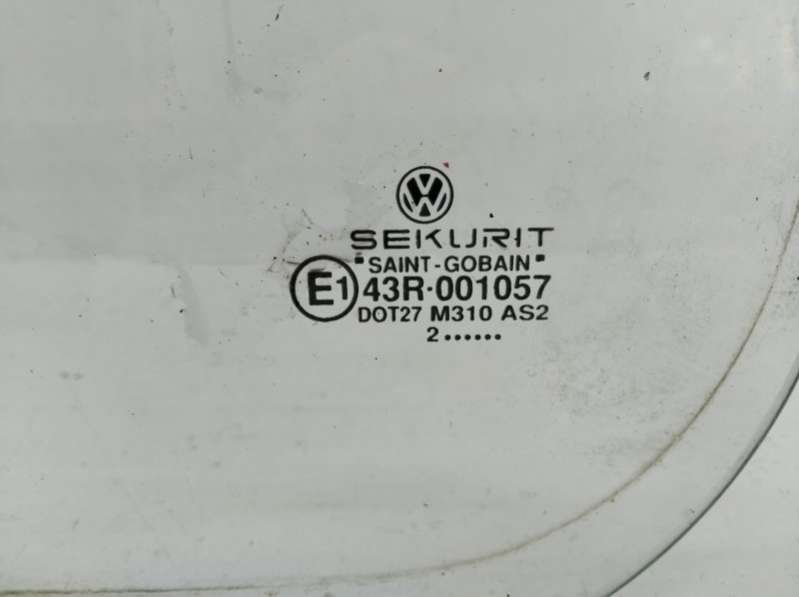 SEKURIT
"SAINT-GOBAIN"
E1 43R-001057
DOT27 M310 AS2
2 ......